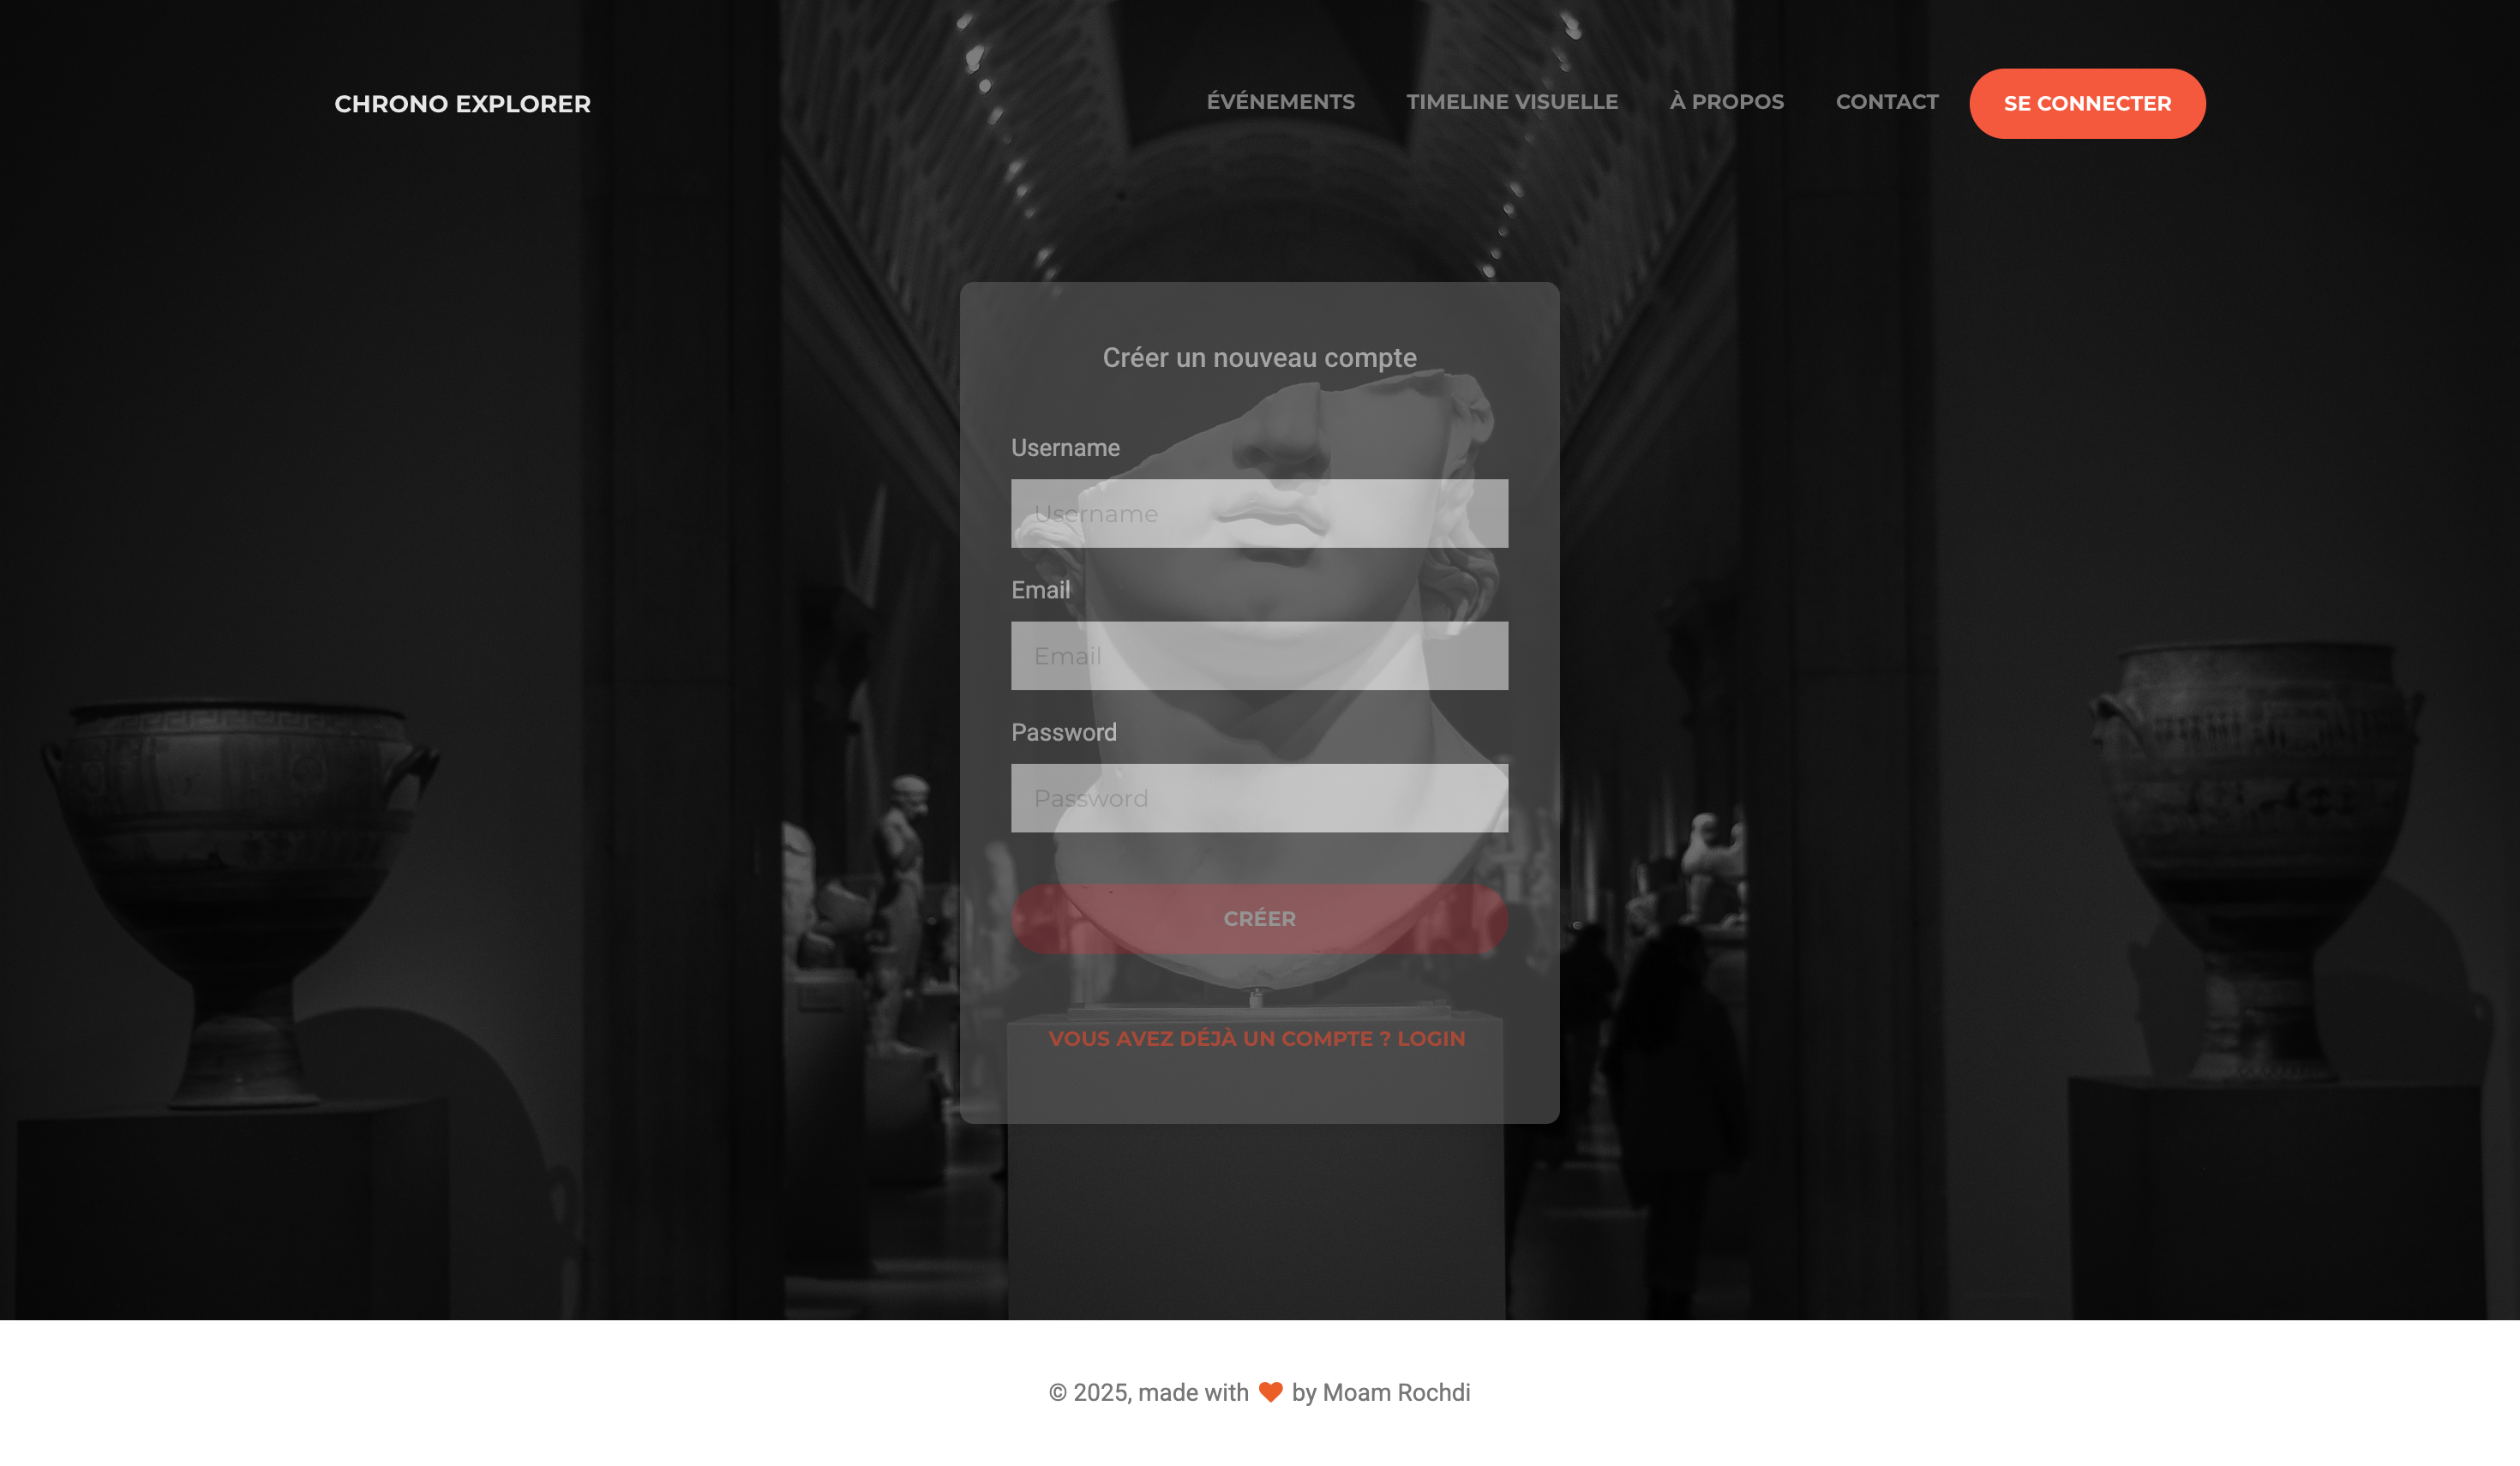 CHRONO EXPLORER
ÉVÉNEMENTS TIMELINE VISUELLE À PROPOS CONTACT SE CONNECTER
Créer un nouveau compte
Username
Username
Email
Email
Password
Password
CRÉER
VOUS AVEZ DÉJÀ UN COMPTE ? LOGIN
© 2025, made with by Moam Rochdi